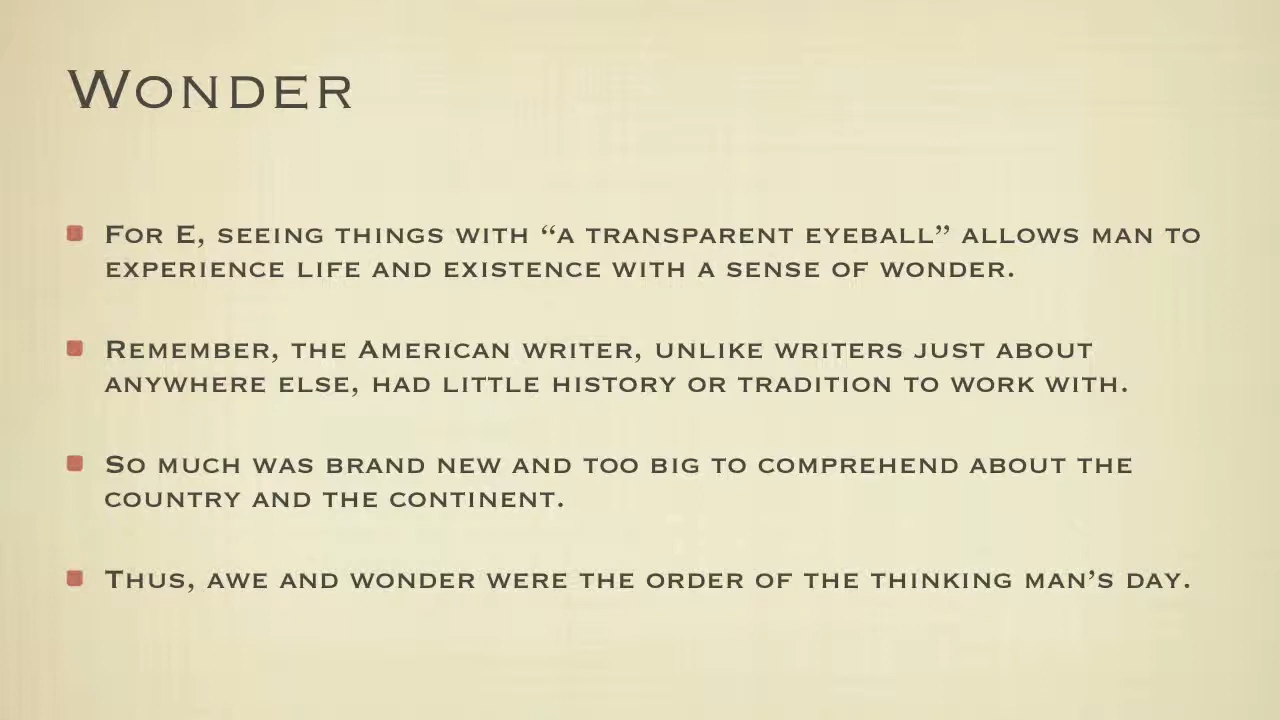 Wonder
For E, seeing things with “a transparent eyeball” allows man to
experience life and existence with a sense of wonder.
Remember, the American writer, unlike writers just about
anywhere else, had little history or tradition to work with.
So much was brand new and too big to comprehend about the
country and the continent.
Thus, awe and wonder were the order of the thinking man’s day.